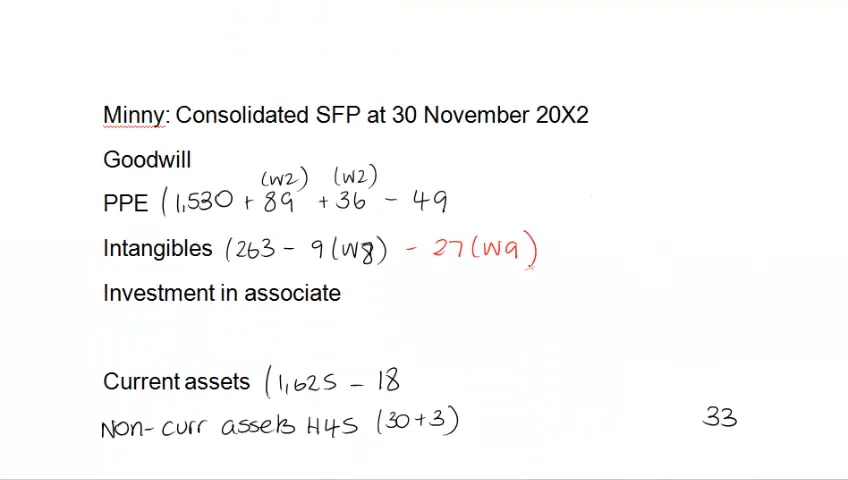 Minny: Consolidated SFP at 30 November 20X2
Goodwill
(W2) (W2)
PPE (1,530 + 89 + 36 - 49
Intangibles (263 - 9 (W8) - 27 (W9)
Investment in associate
Current assets (1,625 - 18
Non-curr assets H4S (30+3) 33